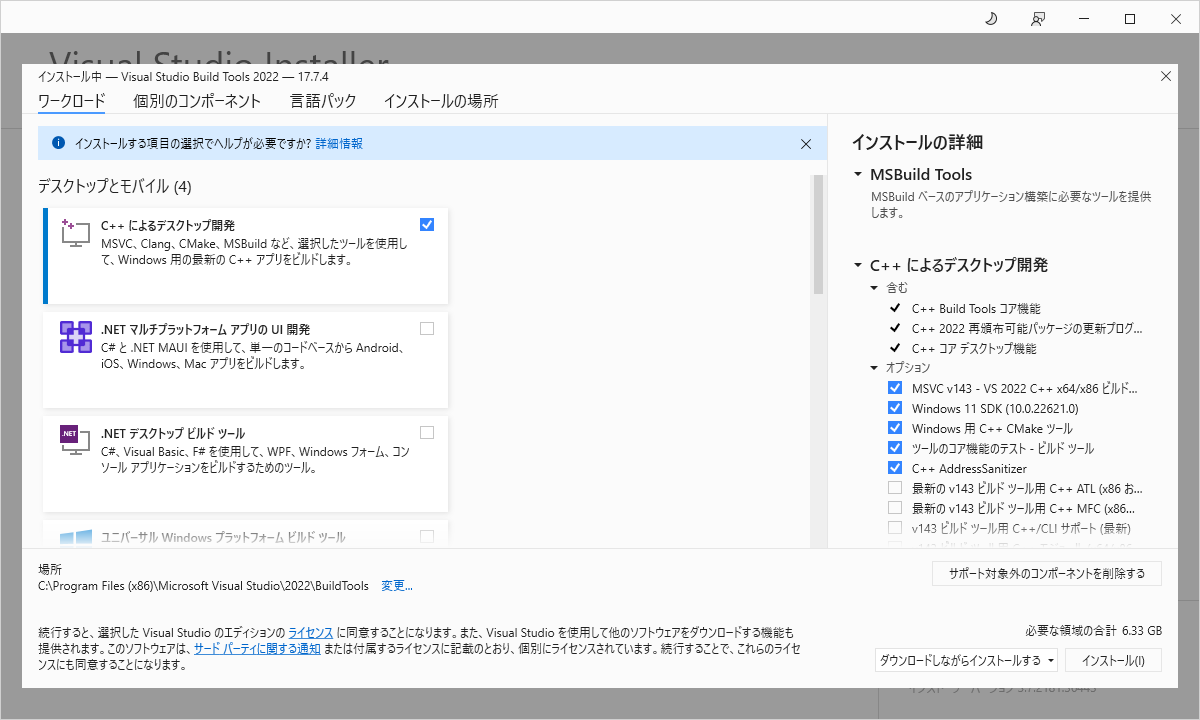 Visual Studio Installer
インストール中 — Visual Studio Build Tools 2022 — 17.7.4
ワークロード 個別のコンポーネント 言語パック インストールの場所
インストールする項目の選択でヘルプが必要ですか? 詳細情報
デスクトップとモバイル (4)
C++ によるデスクトップ開発
MSVC、Clang、CMake、MSBuild など、選択したツールを使用し
て、Windows 用の最新の C++ アプリをビルドします。
.NET マルチプラットフォーム アプリの UI 開発
C# と .NET MAUI を使用して、単一のコードベースから Android、
iOS、Windows、Mac アプリをビルドします。
.NET
.NET デスクトップ ビルド ツール
C#、Visual Basic、F# を使用して、WPF、Windows フォーム、コン
ソール アプリケーションをビルドするためのツール。
ユニバーサル Windows プラットフォーム ビルド ツール
インストールの詳細
MSBuild Tools
MSBuild ベースのアプリケーション構築に必要なツールを提供
します。
C++ によるデスクトップ開発
含む
C++ Build Tools コア機能
C++ 2022 再頒布可能パッケージの更新プログ...
C++ コア デスクトップ機能
オプション
MSVC v143 - VS 2022 C++ x64/x86 ビルド...
Windows 11 SDK (10.0.22621.0)
Windows 用 C++ CMake ツール
ツールのコア機能のテスト - ビルド ツール
C++ AddressSanitizer
最新の v143 ビルド ツール用 C++ ATL (x86 お...
最新の v143 ビルド ツール用 C++ MFC (x86...
v143 ビルド ツール用 C++/CLI サポート (最新)
場所
C:\Program Files (x86)\Microsoft Visual Studio\2022\BuildTools 変更...
サポート対象外のコンポーネントを削除する
続行すると、選択した Visual Studio のエディションの ライセンス に同意することになります。また、Visual Studio を使用して他のソフトウェアをダウンロードする機能も
提供されます。このソフトウェアは、サード パーティに関する通知 または付属するライセンスに記載のとおり、個別にライセンスされています。続行することで、これらのライセ
ンスにも同意することになります。
必要な領域の合計 6.33 GB
ダウンロードしながらインストールする インストール(I)